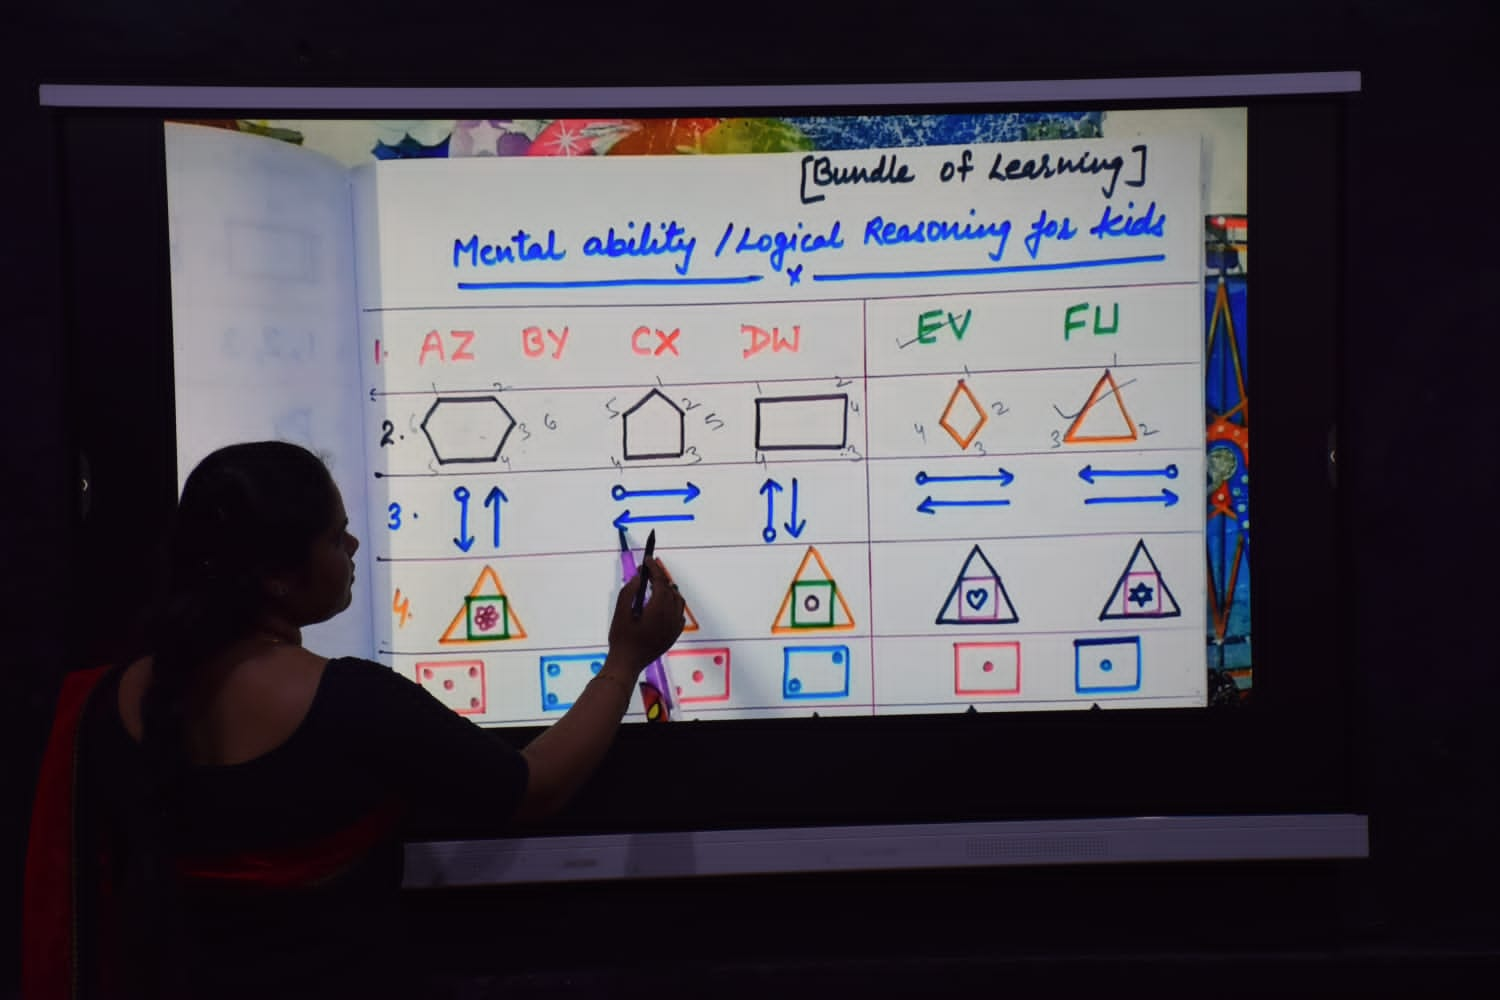 [Bundle of Learning]
Mental ability / Logical Reasoning for kids
x
1. AZ BY CX DW EV FU
1 2 1 1 2 1 1
2. 6 3 6 5 2 5 4 4 2
5 4 4 3 4 3 3 3 2
3.
4.